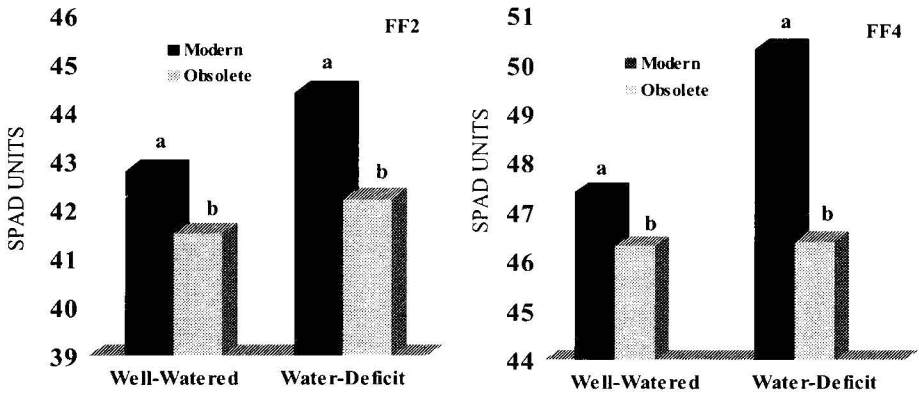 FF2
46
45
44
43
42
41
40
39
SPAD UNITS
Modern
Obsolete
a
b
a
b
Well-Watered
Water-Deficit
FF4
51
50
49
48
47
46
45
44
SPAD UNITS
Modern
Obsolete
a
b
a
b
Well-Watered
Water-Deficit